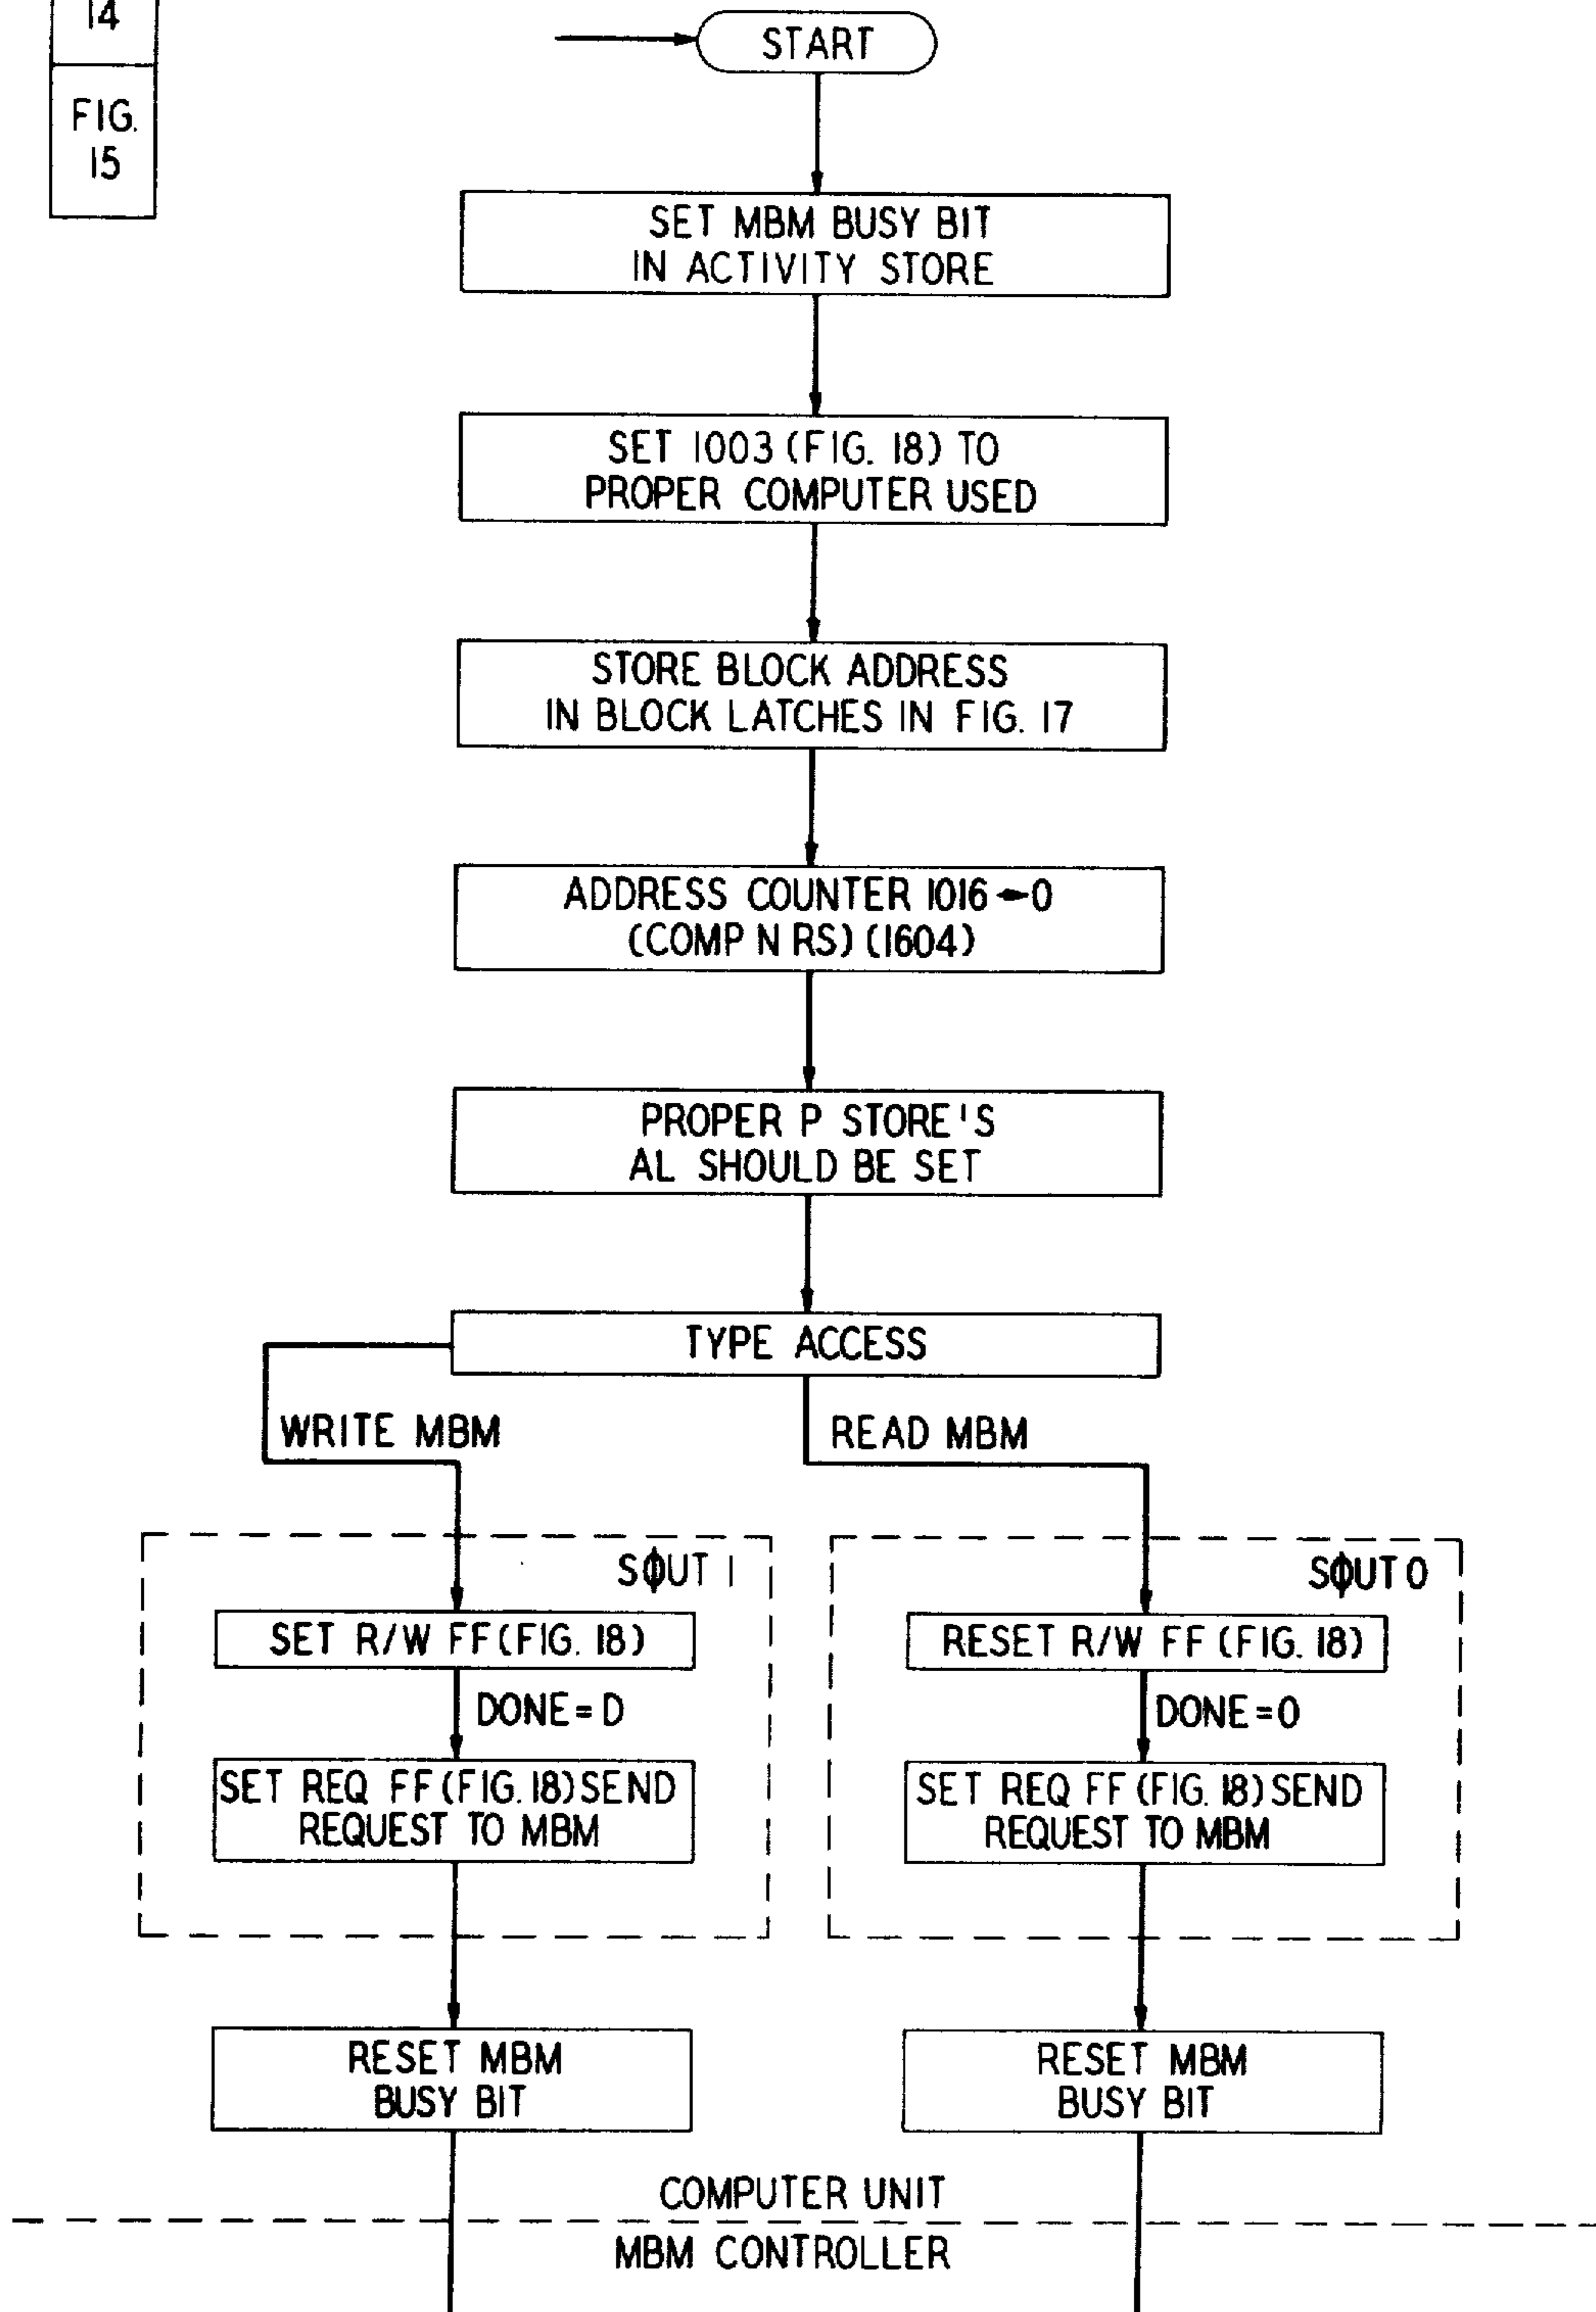 14
FIG.
15
START
SET MBM BUSY BIT
IN ACTIVITY STORE
SET 1003 (FIG. 18) TO
PROPER COMPUTER USED
STORE BLOCK ADDRESS
IN BLOCK LATCHES IN FIG. 17
ADDRESS COUNTER 1016←0
(COMP N RS) (1604)
PROPER P STORE'S
AL SHOULD BE SET
TYPE ACCESS
WRITE MBM
READ MBM
SΦUT 1
SΦUT 0
SET R/W FF (FIG. 18)
RESET R/W FF (FIG. 18)
DONE = D
DONE = 0
SET REQ FF (FIG. 18) SEND
REQUEST TO MBM
SET REQ FF (FIG. 18) SEND
REQUEST TO MBM
RESET MBM
BUSY BIT
RESET MBM
BUSY BIT
COMPUTER UNIT
MBM CONTROLLER